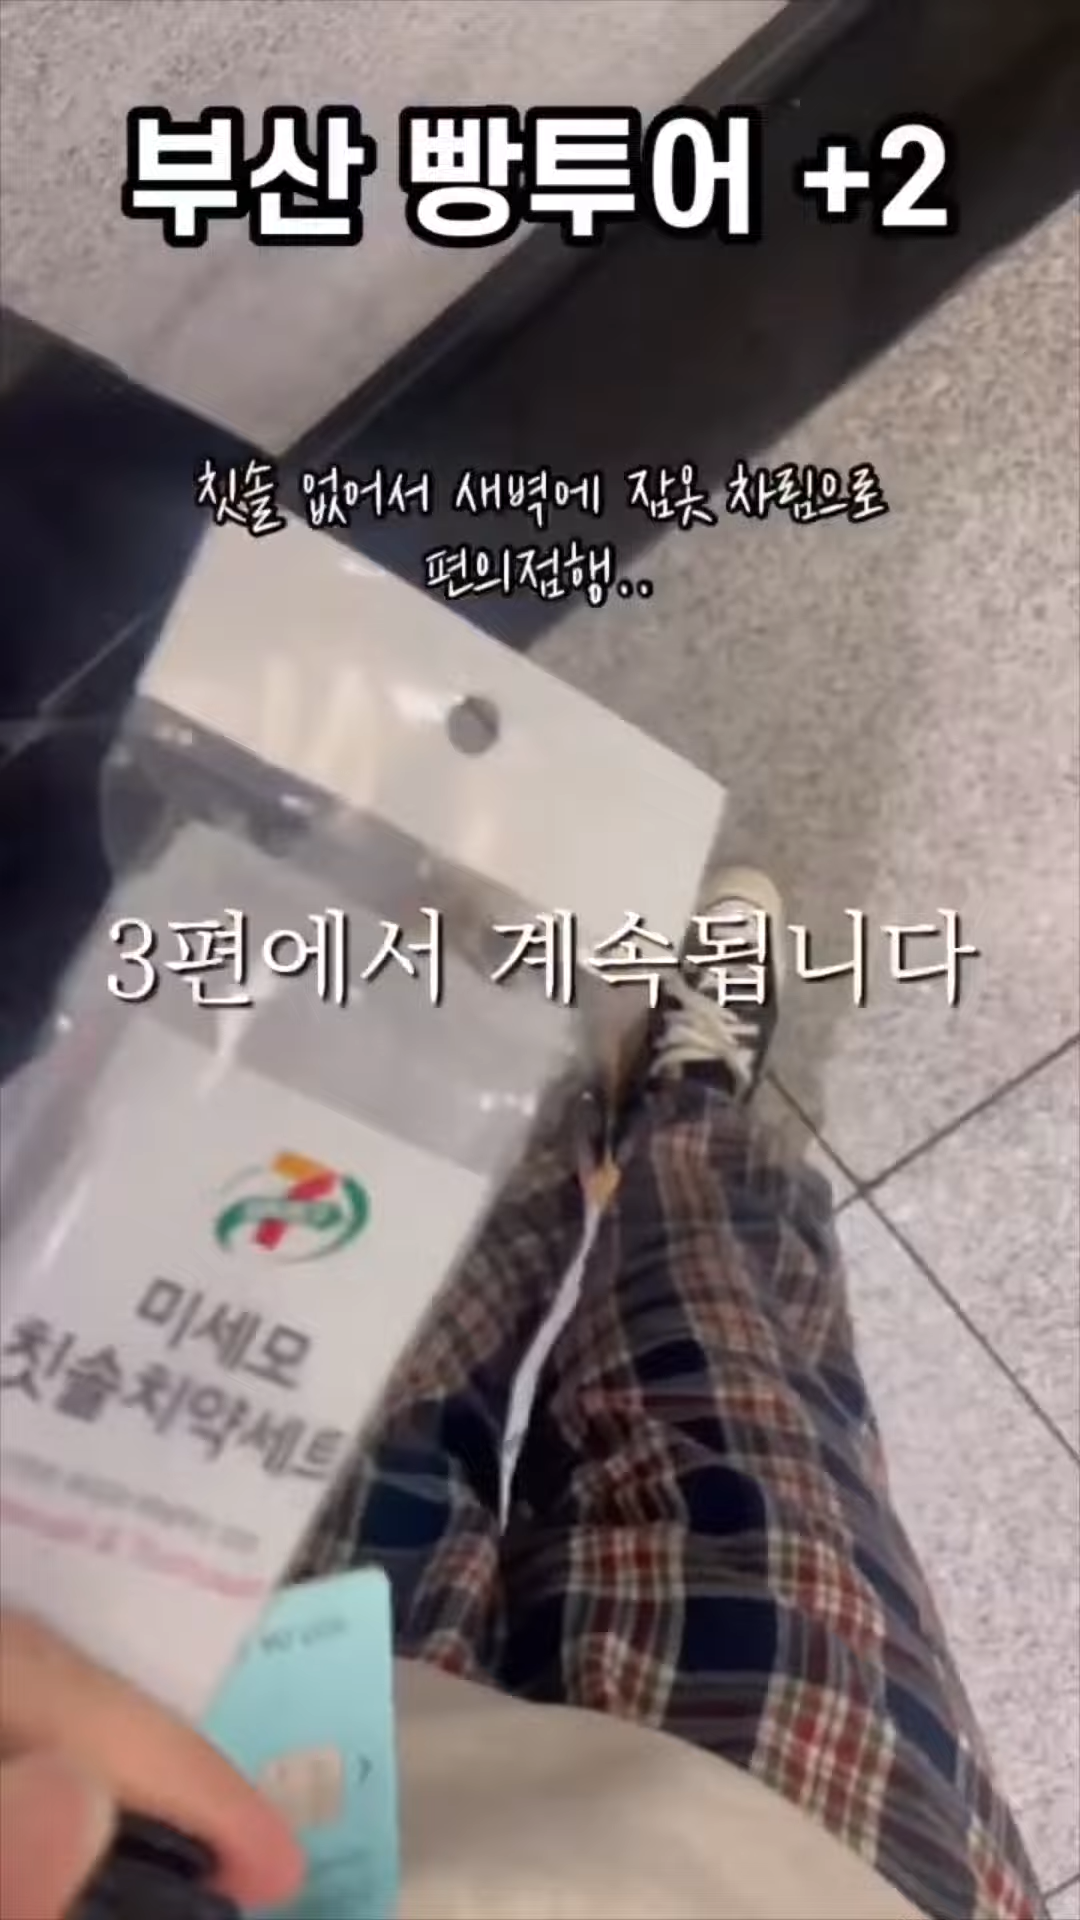 부산 빵투어 +2
칫솔 없어서 새벽에 잠옷 차림으로
편의점행..
3편에서 계속됩니다
미세모
칫솔치약세트